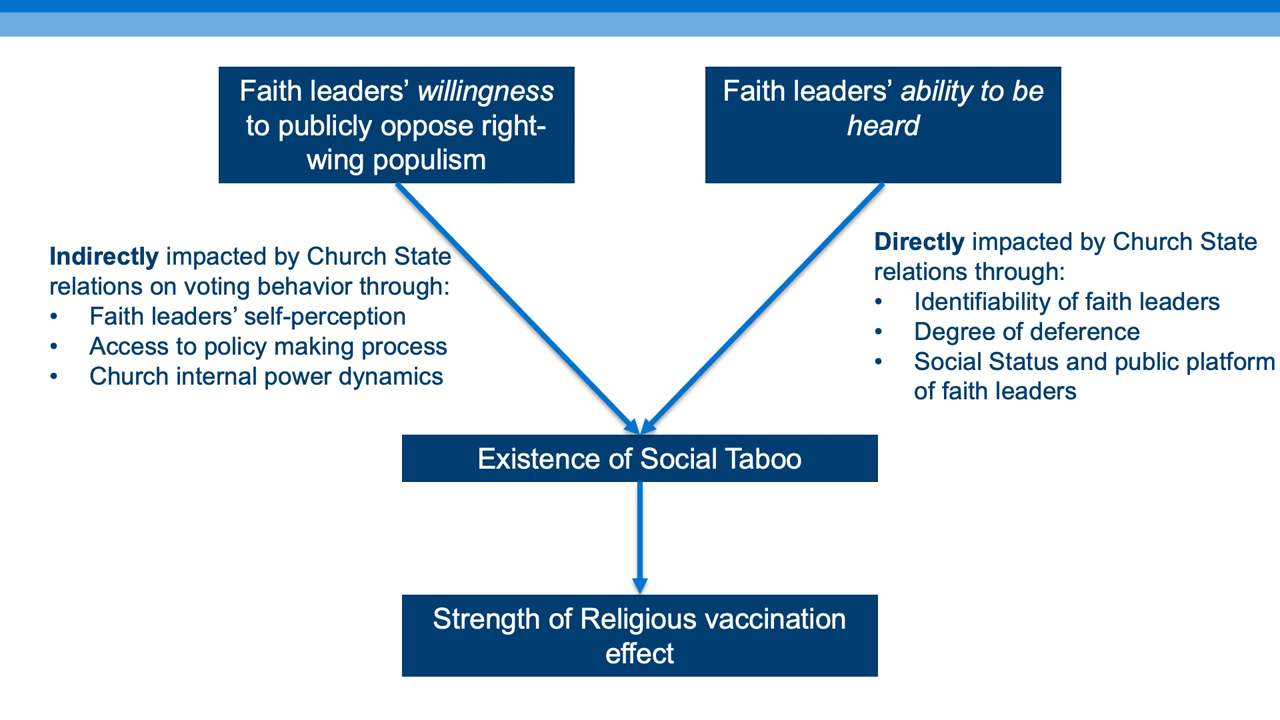 Faith leaders’ willingness
to publicly oppose right-
wing populism
Faith leaders’ ability to be
heard
Indirectly impacted by Church State
relations on voting behavior through:
• Faith leaders’ self-perception
• Access to policy making process
• Church internal power dynamics
Directly impacted by Church State
relations through:
• Identifiability of faith leaders
• Degree of deference
• Social Status and public platform
of faith leaders
Existence of Social Taboo
Strength of Religious vaccination
effect